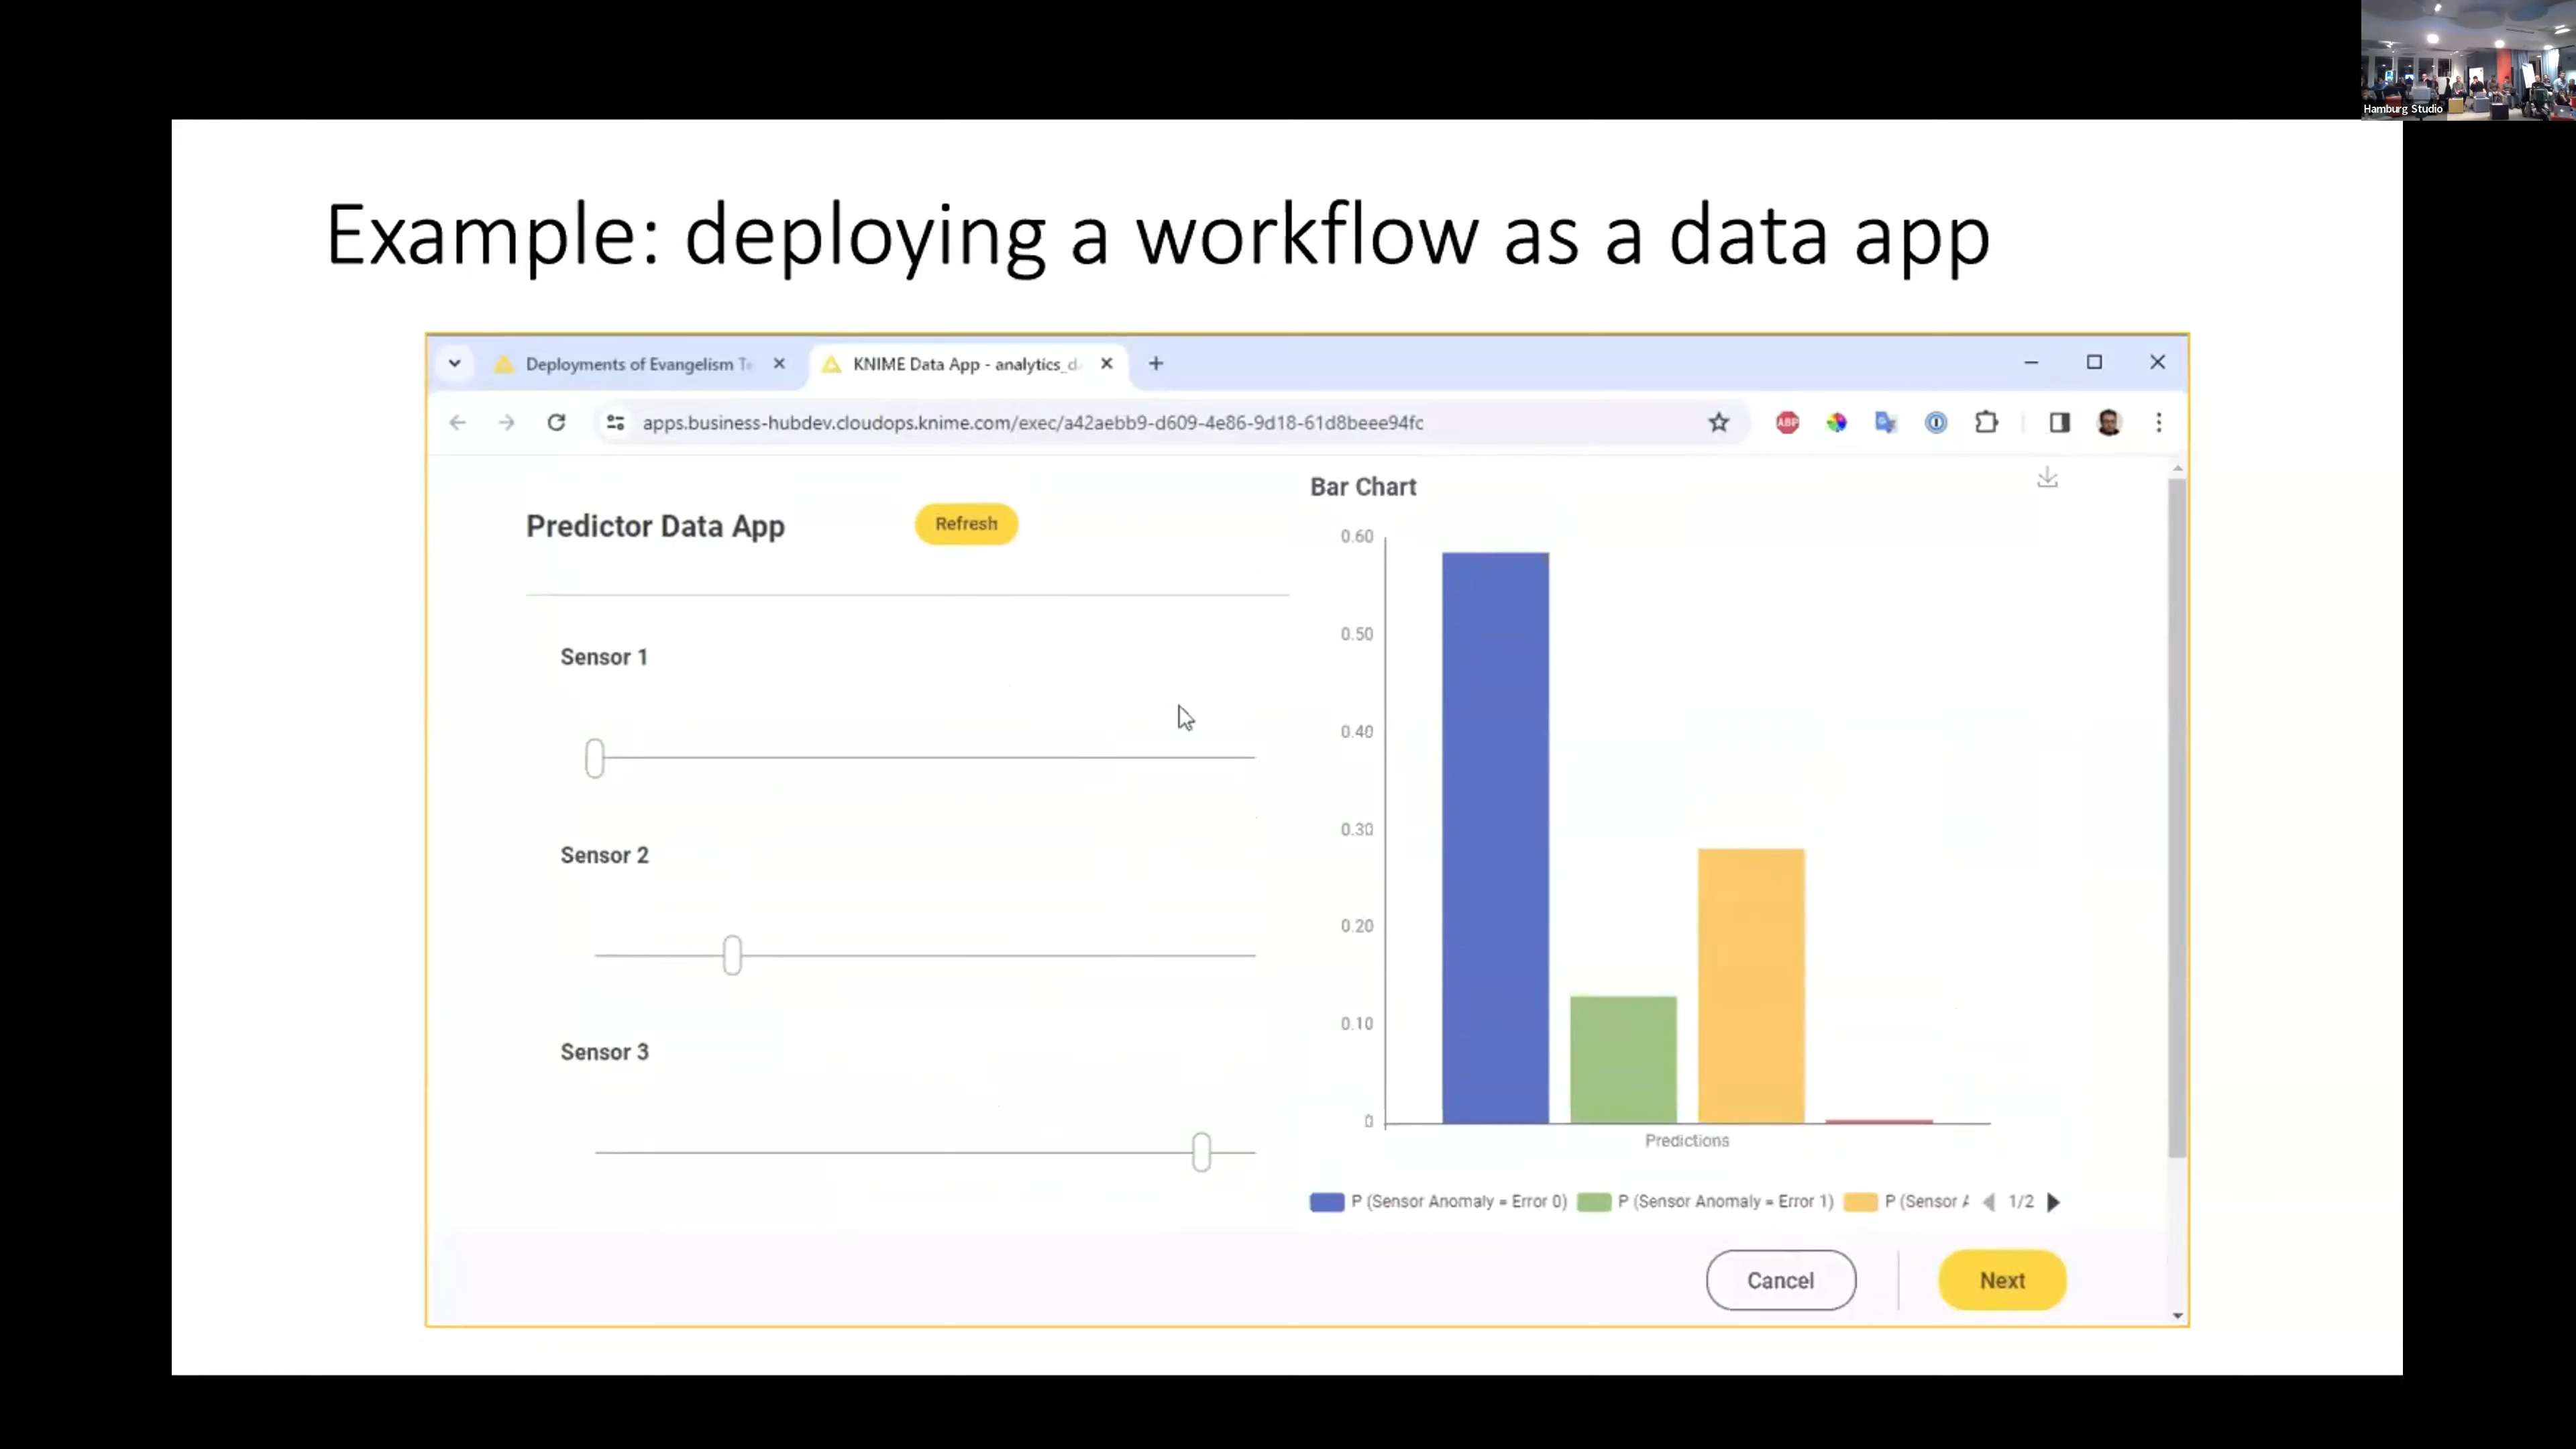 Hamburg Studio
Example: deploying a workflow as a data app
Deployments of Evangelism
KNIME Data App - analytics_d
apps.business-hubdev.cloudops.knime.com/exec/a42aebb9-d609-4e86-9d18-61d8beee94fc
ABP
Predictor Data App
Refresh
Sensor 1
Sensor 2
Sensor 3
Bar Chart
0.60
0.50
0.40
0.30
0.20
0.10
0
Predictions
P (Sensor Anomaly = Error 0) P (Sensor Anomaly = Error 1) P (Sensor 1/2
Cancel
Next